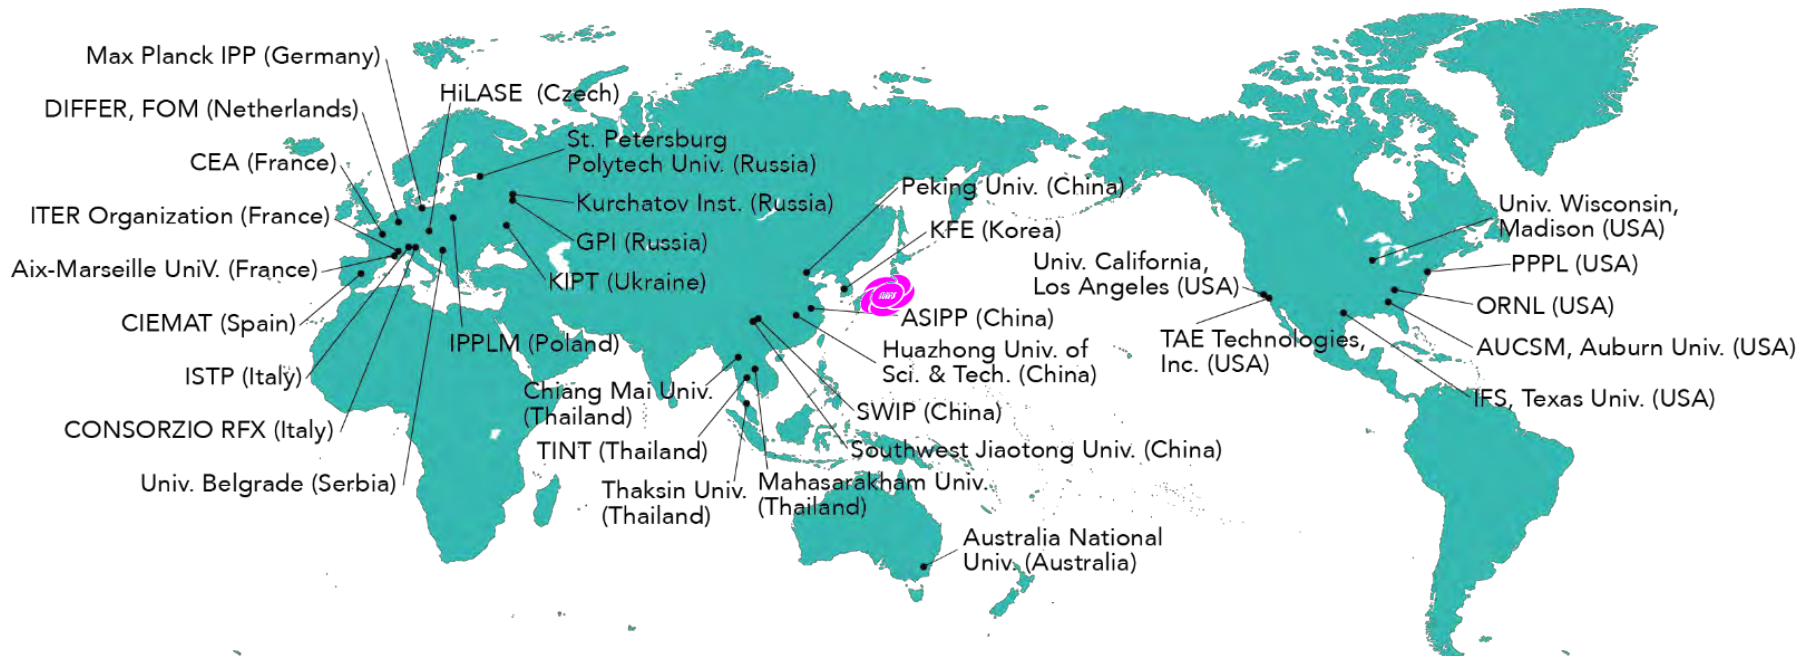 Max Planck IPP (Germany)
DIFFER, FOM (Netherlands)
CEA (France)
ITER Organization (France)
Aix-Marseille UniV. (France)
CIEMAT (Spain)
ISTP (Italy)
CONSORZIO RFX (Italy)
Univ. Belgrade (Serbia)
HiLASE (Czech)
St. Petersburg
Polytech Univ. (Russia)
Kurchatov Inst. (Russia)
GPI (Russia)
KIPT (Ukraine)
IPPLM (Poland)
Chiang Mai Univ.
(Thailand)
TINT (Thailand)
Thaksin Univ.
(Thailand)
Mahasarakham Univ.
(Thailand)
Peking Univ. (China)
KFE (Korea)
ASIPP (China)
Huazhong Univ. of
Sci. & Tech. (China)
SWIP (China)
Southwest Jiaotong Univ. (China)
Australia National
Univ. (Australia)
Univ. California,
Los Angeles (USA)
TAE Technologies,
Inc. (USA)
Univ. Wisconsin,
Madison (USA)
PPPL (USA)
ORNL (USA)
AUCSM, Auburn Univ. (USA)
IFS, Texas Univ. (USA)